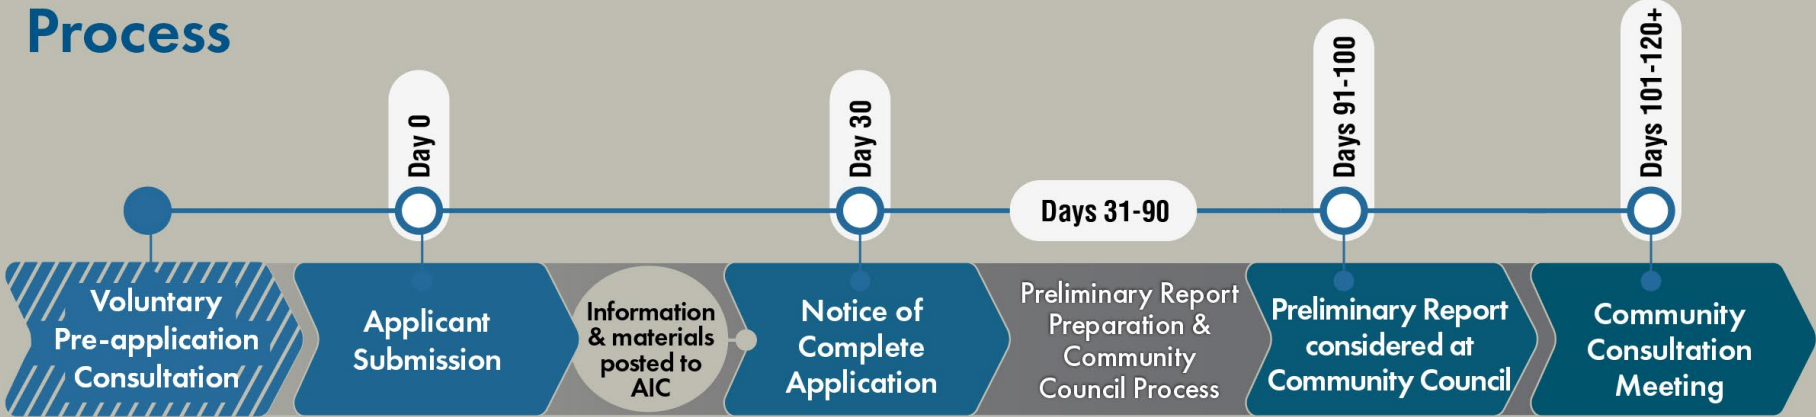 Process
Day 0
Day 30
Days 31-90
Days 91-100
Days 101-120+
Voluntary
Pre-application
Consultation
Applicant
Submission
Information
& materials
posted to
AIC
Notice of
Complete
Application
Preliminary Report
Preparation &
Community
Council Process
Preliminary Report
considered at
Community Council
Community
Consultation
Meeting